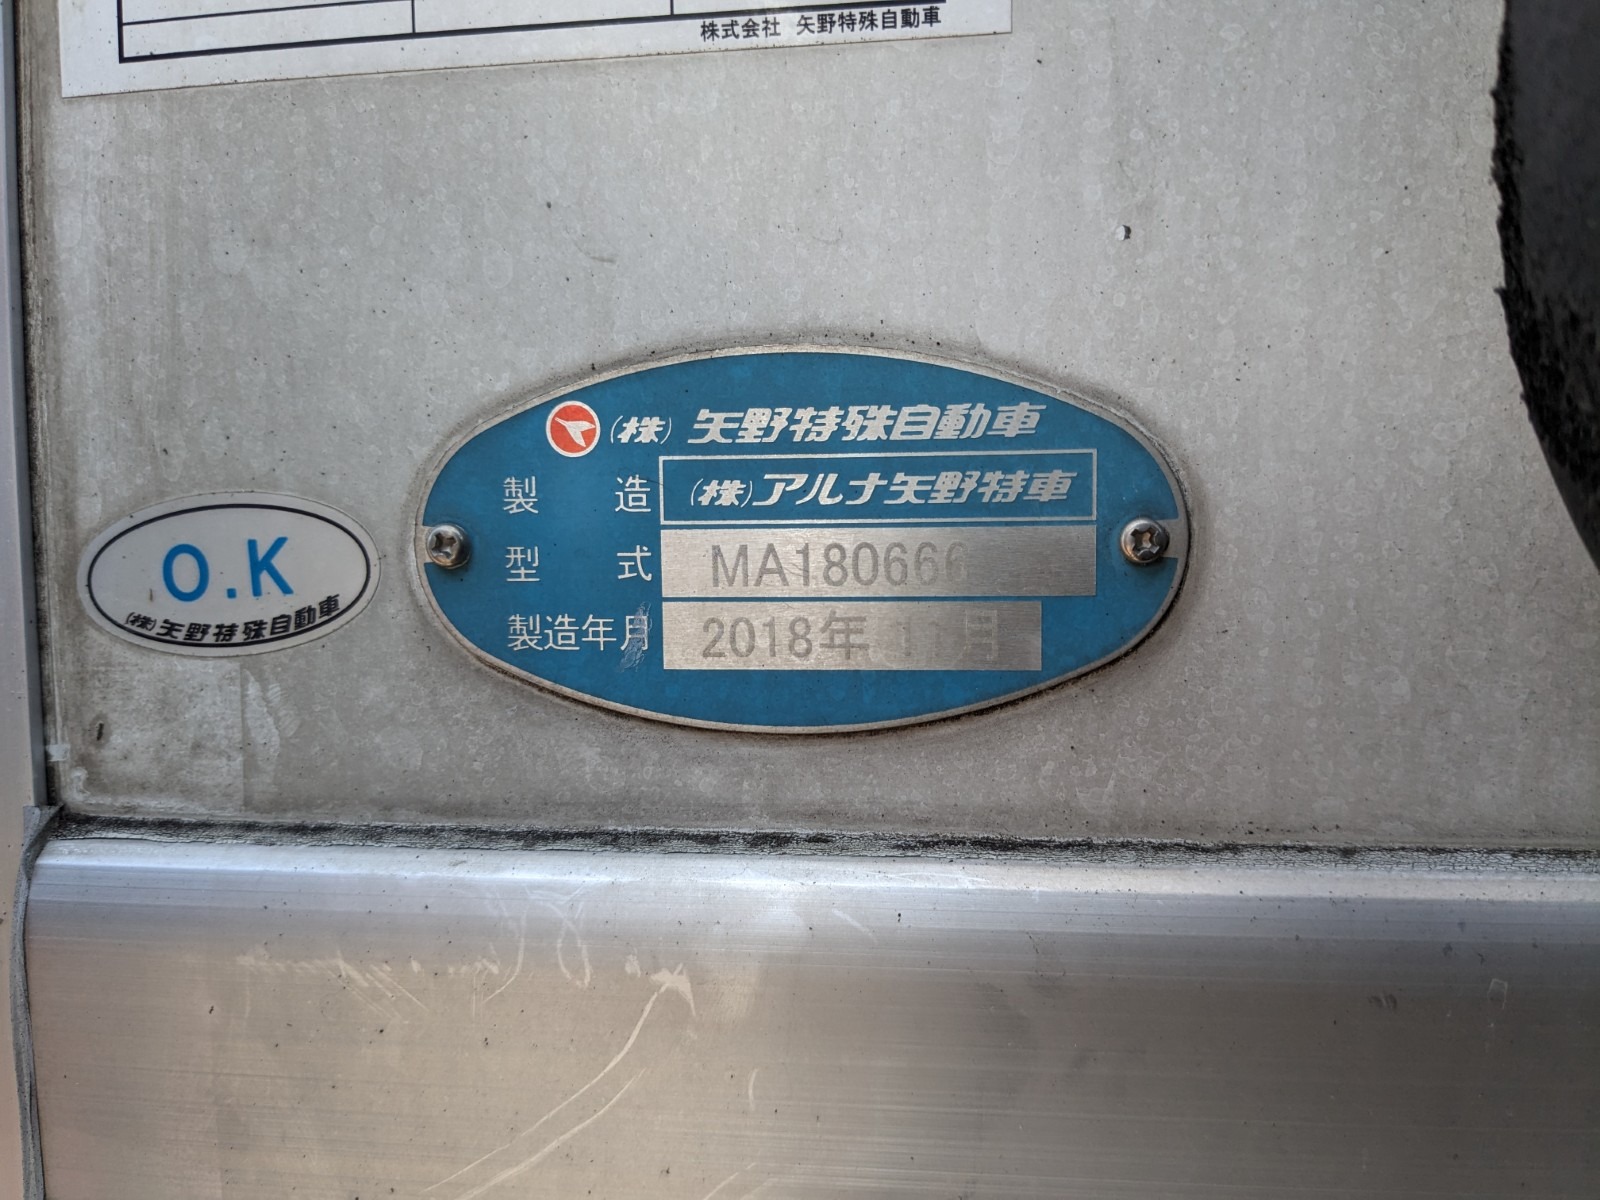 株式会社 矢野特殊自動車
(株) 矢野特殊自動車
製造 (株)アルナ矢野特車
型式 MA180666
製造年月 2018年 月
O.K
(株)矢野特殊自動車